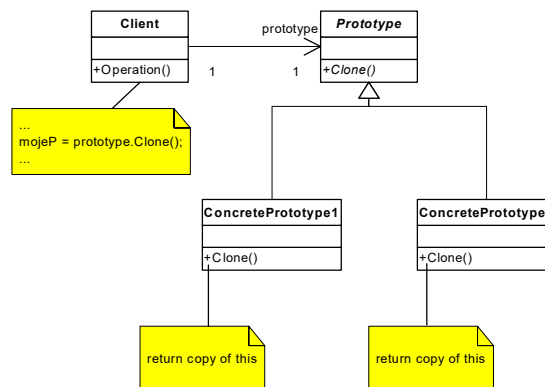 Client
prototype
Prototype
+Operation()
1
1
+Clone()
...
mojeP = prototype.Clone();
...
ConcretePrototype1
ConcretePrototype
+Clone()
+Clone()
return copy of this
return copy of this